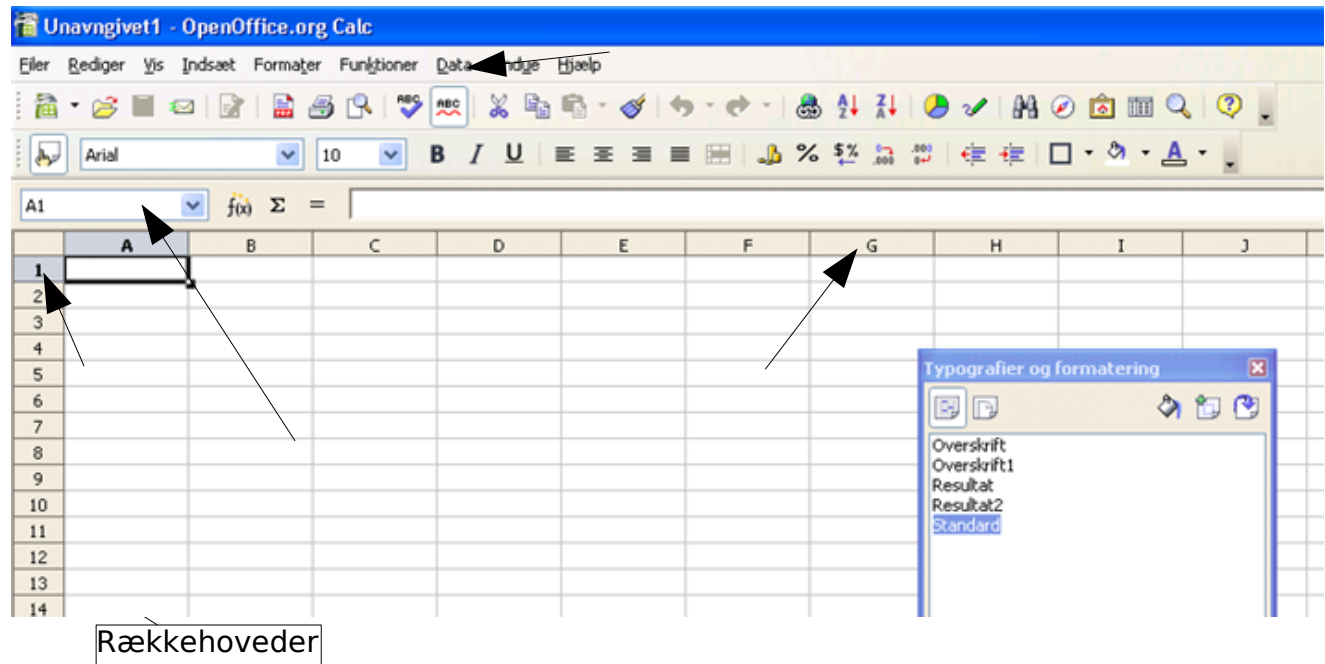 Unavngivet1 - OpenOffice.org Calc
Filer Rediger Vis Indsæt Formater Funktioner Data Hjælp
Arial 10 B I U
A1 f(x) Σ =
A B C D E F G H I J
1
2
3
4
5
6
7
8
9
10
11
12
13
14
Typografier og formatering
Overskrift
Overskrift1
Resultat
Resultat2
Standard
Rækkehoveder